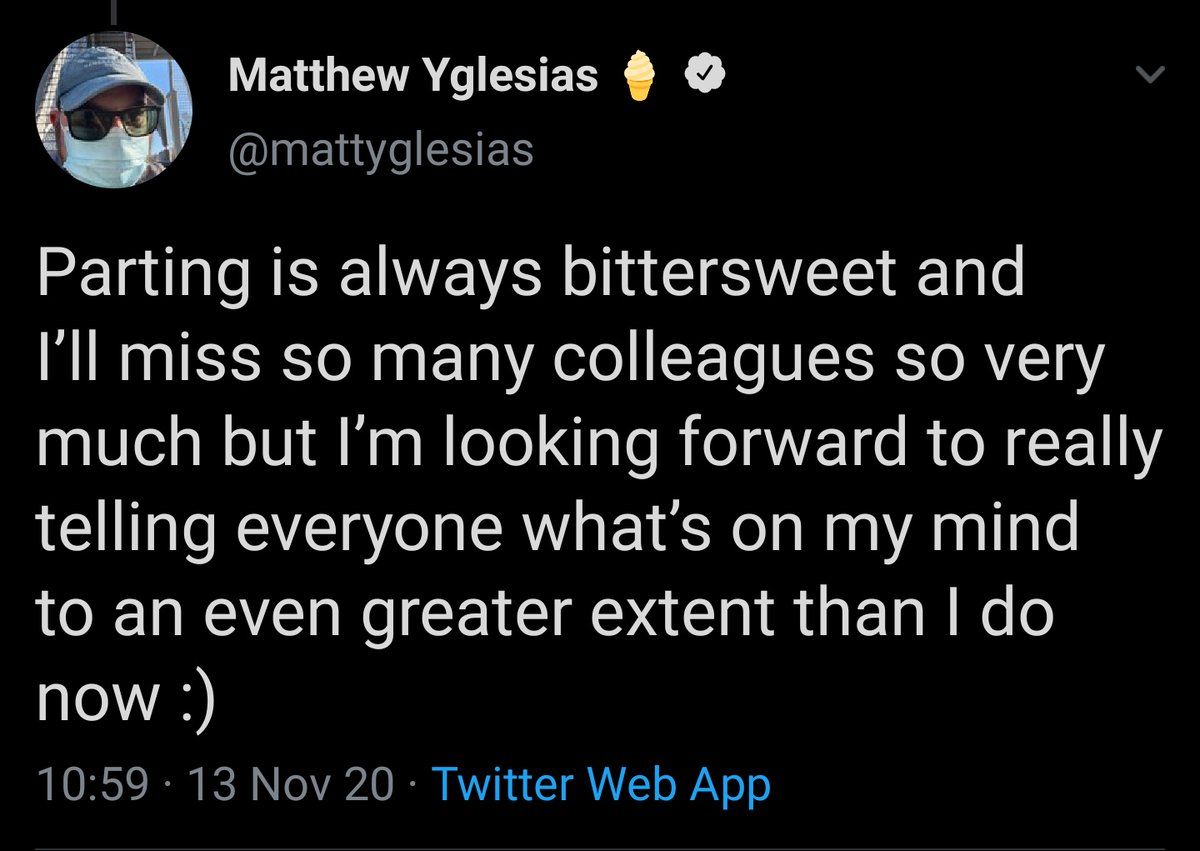 Matthew Yglesias 🍦
@mattyglesias
Parting is always bittersweet and
I’ll miss so many colleagues so very
much but I’m looking forward to really
telling everyone what’s on my mind
to an even greater extent than I do
now :)
10:59 · 13 Nov 20 · Twitter Web App